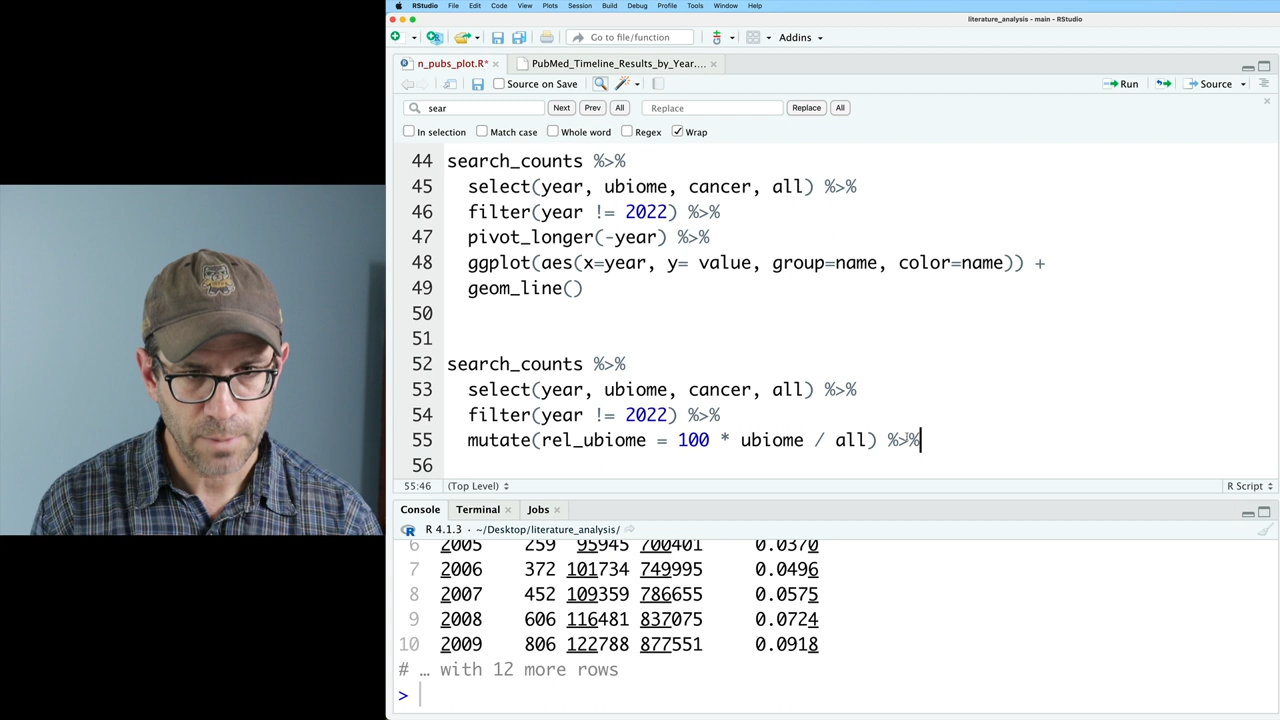 RStudio File Edit Code View Plots Session Build Debug Profile Tools Window Help
literature_analysis - main - RStudio
Go to file/function Addins
n_pubs_plot.R* PubMed_Timeline_Results_by_Year....
Source on Save Run Source
sear Next Prev All Replace Replace All
In selection Match case Whole word Regex Wrap
44 search_counts %>%
45 select(year, ubiome, cancer, all) %>%
46 filter(year != 2022) %>%
47 pivot_longer(-year) %>%
48 ggplot(aes(x=year, y= value, group=name, color=name)) +
49 geom_line()
50
51
52 search_counts %>%
53 select(year, ubiome, cancer, all) %>%
54 filter(year != 2022) %>%
55 mutate(rel_ubiome = 100 * ubiome / all) %>%
56
55:46 (Top Level) R Script
Console Terminal Jobs
R 4.1.3 · ~/Desktop/literature_analysis/
6 2005 259 95945 700401 0.0370
7 2006 372 101734 749995 0.0496
8 2007 452 109359 786655 0.0575
9 2008 606 116481 837075 0.0724
10 2009 806 122788 877551 0.0918
# … with 12 more rows
>